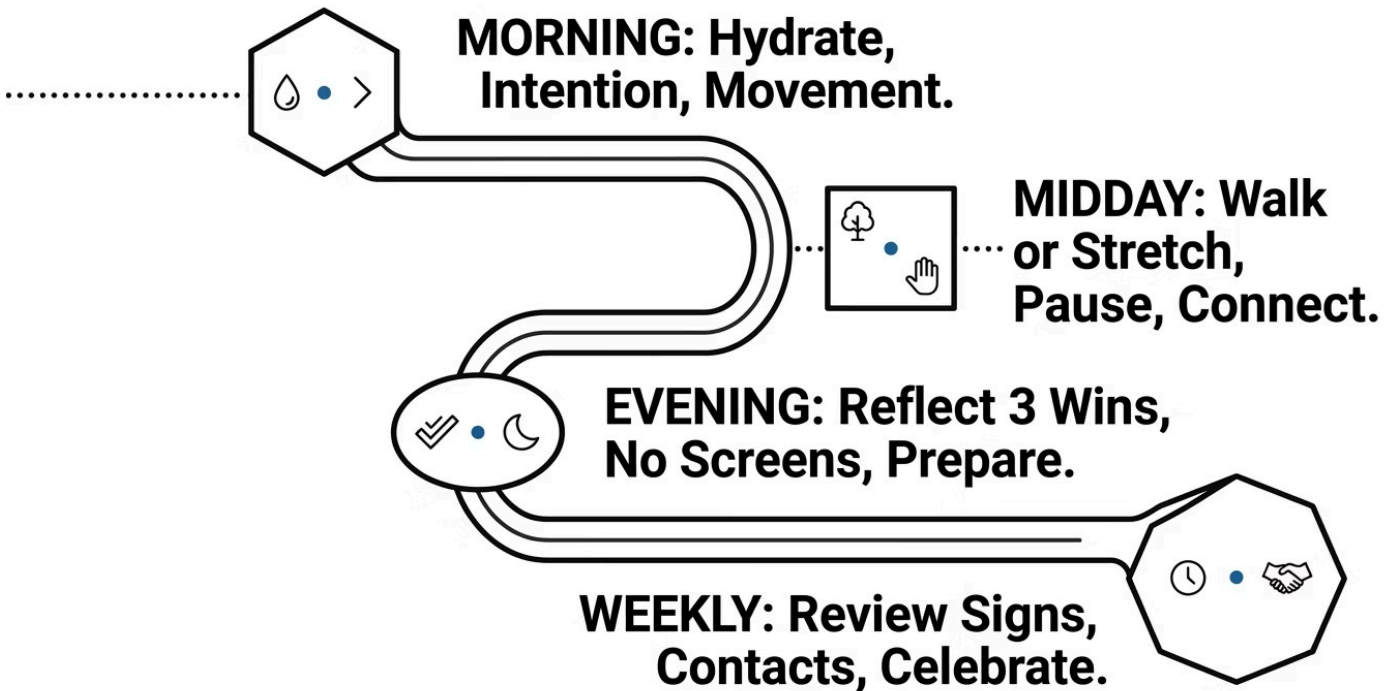 MORNING: Hydrate,
Intention, Movement.
MIDDAY: Walk
or Stretch,
Pause, Connect.
EVENING: Reflect 3 Wins,
No Screens, Prepare.
WEEKLY: Review Signs,
Contacts, Celebrate.